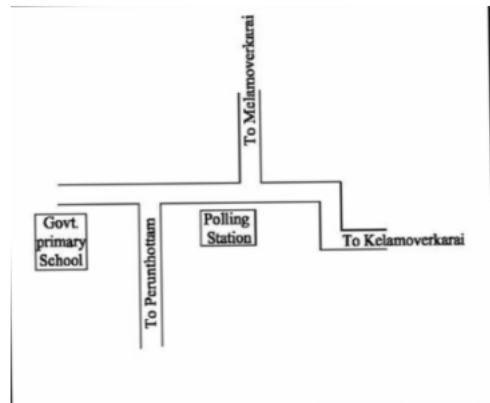 To Melamoverkarai
Govt.
primary
School
To Perunthottam
Polling
Station
To Kelamoverkarai